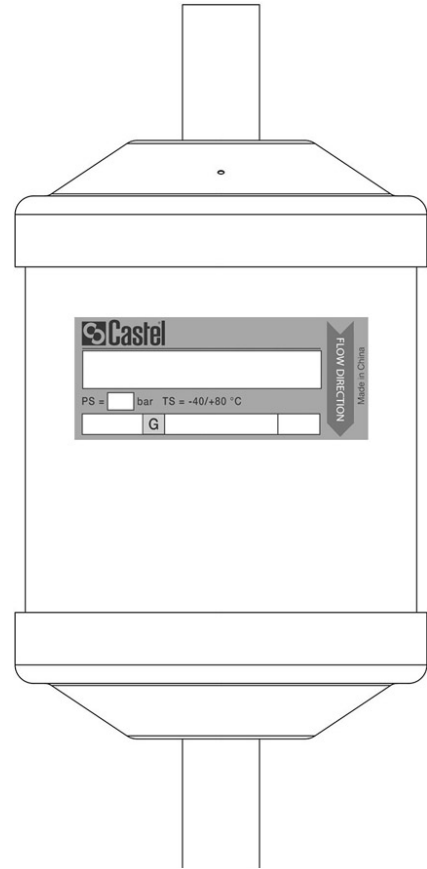 Castel
PS = bar TS = -40/+80 °C
G
FLOW DIRECTION
Made in China